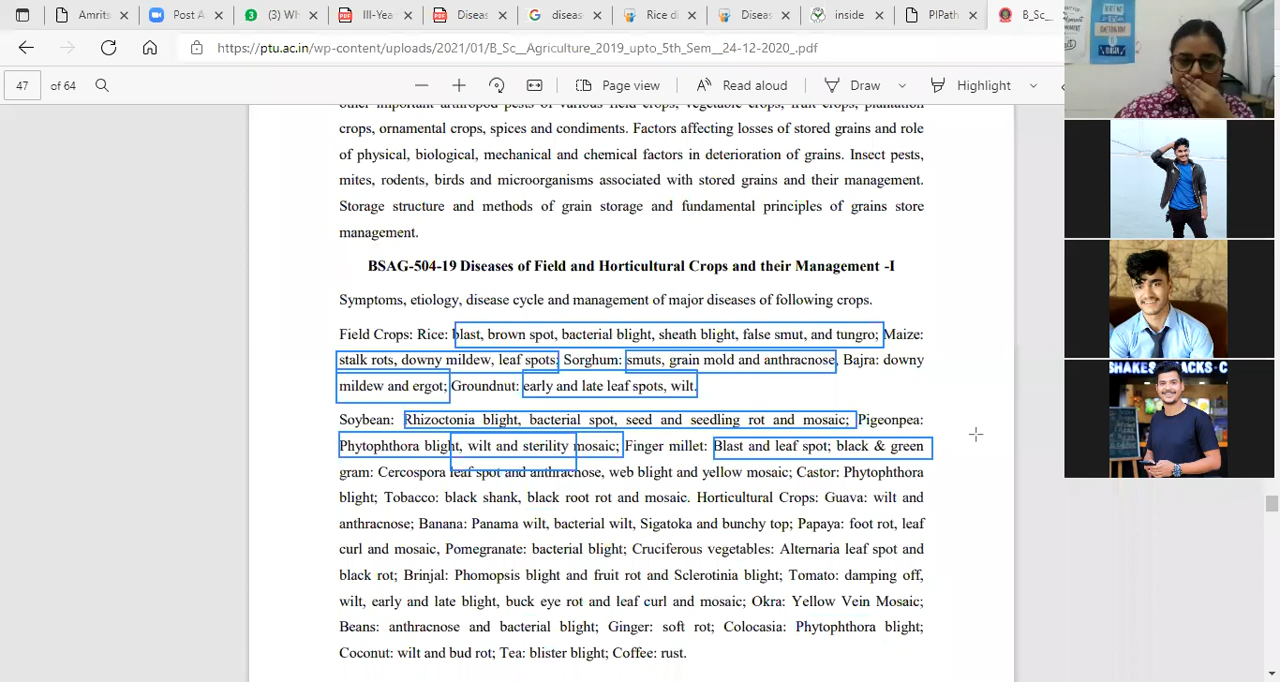 Amrits
Post A
(3) Wh
III-Yea
Diseas
diseas
Rice di
Diseas
inside
PlPath
B_Sc_
https://ptu.ac.in/wp-content/uploads/2021/01/B_Sc__Agriculture_2019_upto_5th_Sem__24-12-2020_.pdf
47 of 64 Page view Read aloud Draw Highlight
other important arthropod pests of various field crops, vegetable crops, fruit crops, plantation
crops, ornamental crops, spices and condiments. Factors affecting losses of stored grains and role
of physical, biological, mechanical and chemical factors in deterioration of grains. Insect pests,
mites, rodents, birds and microorganisms associated with stored grains and their management.
Storage structure and methods of grain storage and fundamental principles of grains store
management.
BSAG-504-19 Diseases of Field and Horticultural Crops and their Management -I
Symptoms, etiology, disease cycle and management of major diseases of following crops.
Field Crops: Rice: blast, brown spot, bacterial blight, sheath blight, false smut, and tungro; Maize:
stalk rots, downy mildew, leaf spots; Sorghum: smuts, grain mold and anthracnose, Bajra: downy
mildew and ergot; Groundnut: early and late leaf spots, wilt.
Soybean: Rhizoctonia blight, bacterial spot, seed and seedling rot and mosaic; Pigeonpea:
Phytophthora blight, wilt and sterility mosaic; Finger millet: Blast and leaf spot; black & green
gram: Cercospora leaf spot and anthracnose, web blight and yellow mosaic; Castor: Phytophthora
blight; Tobacco: black shank, black root rot and mosaic. Horticultural Crops: Guava: wilt and
anthracnose; Banana: Panama wilt, bacterial wilt, Sigatoka and bunchy top; Papaya: foot rot, leaf
curl and mosaic, Pomegranate: bacterial blight; Cruciferous vegetables: Alternaria leaf spot and
black rot; Brinjal: Phomopsis blight and fruit rot and Sclerotinia blight; Tomato: damping off,
wilt, early and late blight, buck eye rot and leaf curl and mosaic; Okra: Yellow Vein Mosaic;
Beans: anthracnose and bacterial blight; Ginger: soft rot; Colocasia: Phytophthora blight;
Coconut: wilt and bud rot; Tea: blister blight; Coffee: rust.